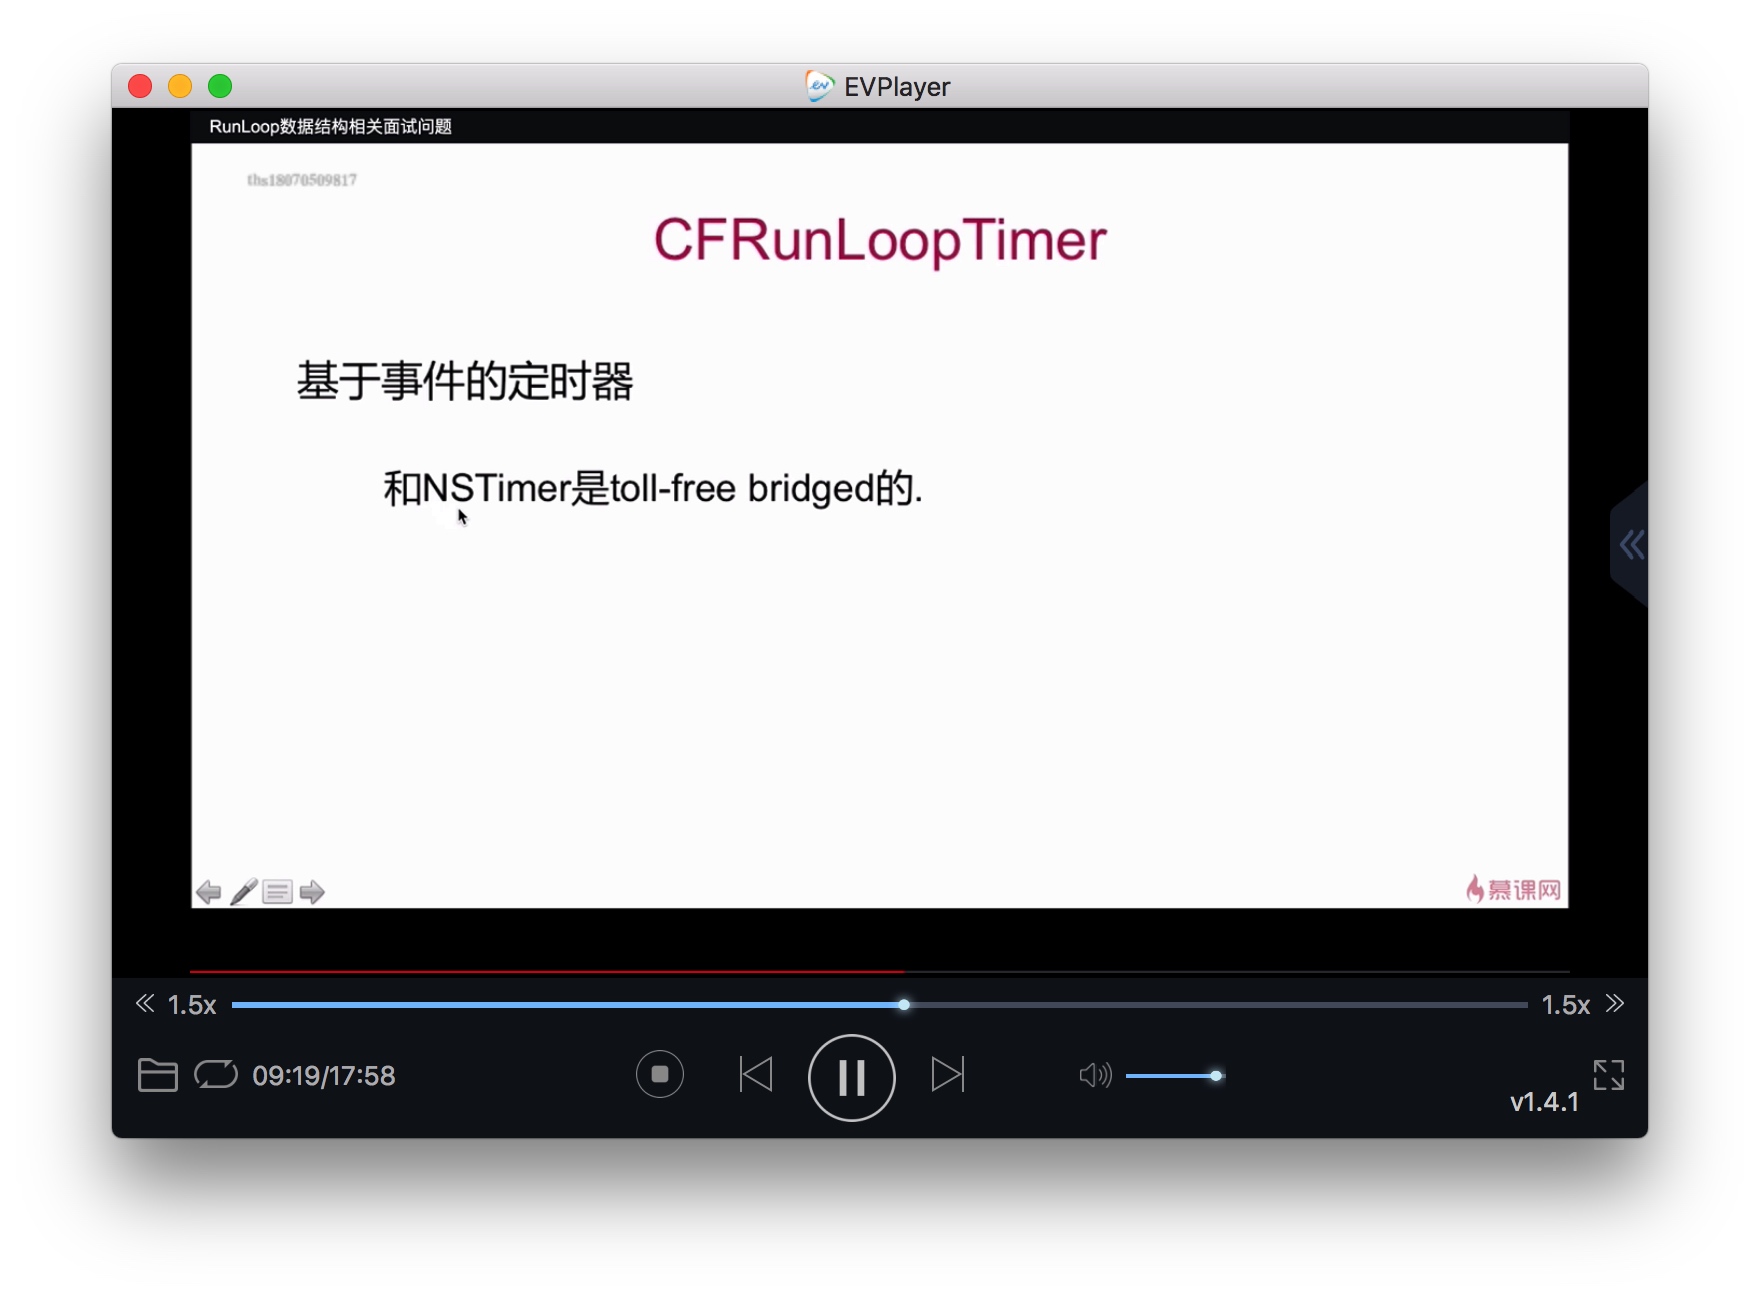 EVPlayer
RunLoop数据结构相关面试问题
ths18070509817
CFRunLoopTimer
基于事件的定时器
和NSTimer是toll-free bridged的.
慕课网
1.5x
1.5x
09:19/17:58
v1.4.1